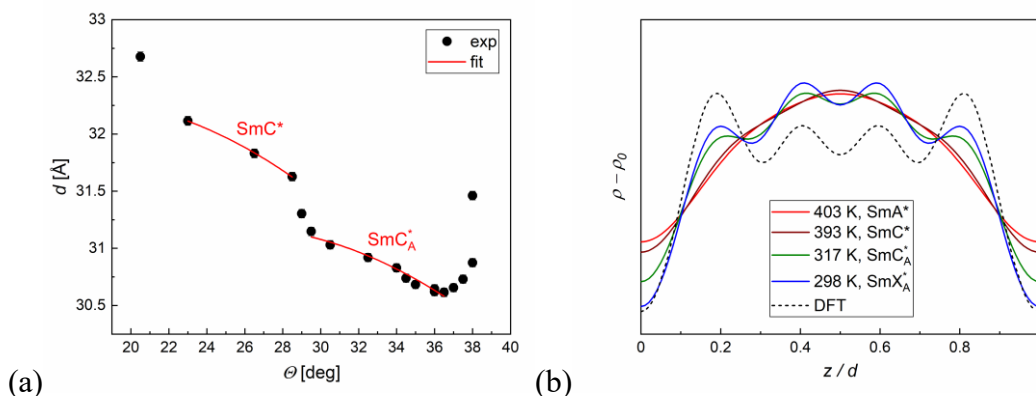 33
32.5
32
31.5
31
30.5
d [Å]
exp
fit
SmC*
SmC*A
20 22 24 26 28 30 32 34 36 38 40
Θ [deg]
(a)
ρ − ρ0
403 K, SmA*
393 K, SmC*
317 K, SmC*A
298 K, SmX*A
DFT
0 0.2 0.4 0.6 0.8 1
z / d
(b)